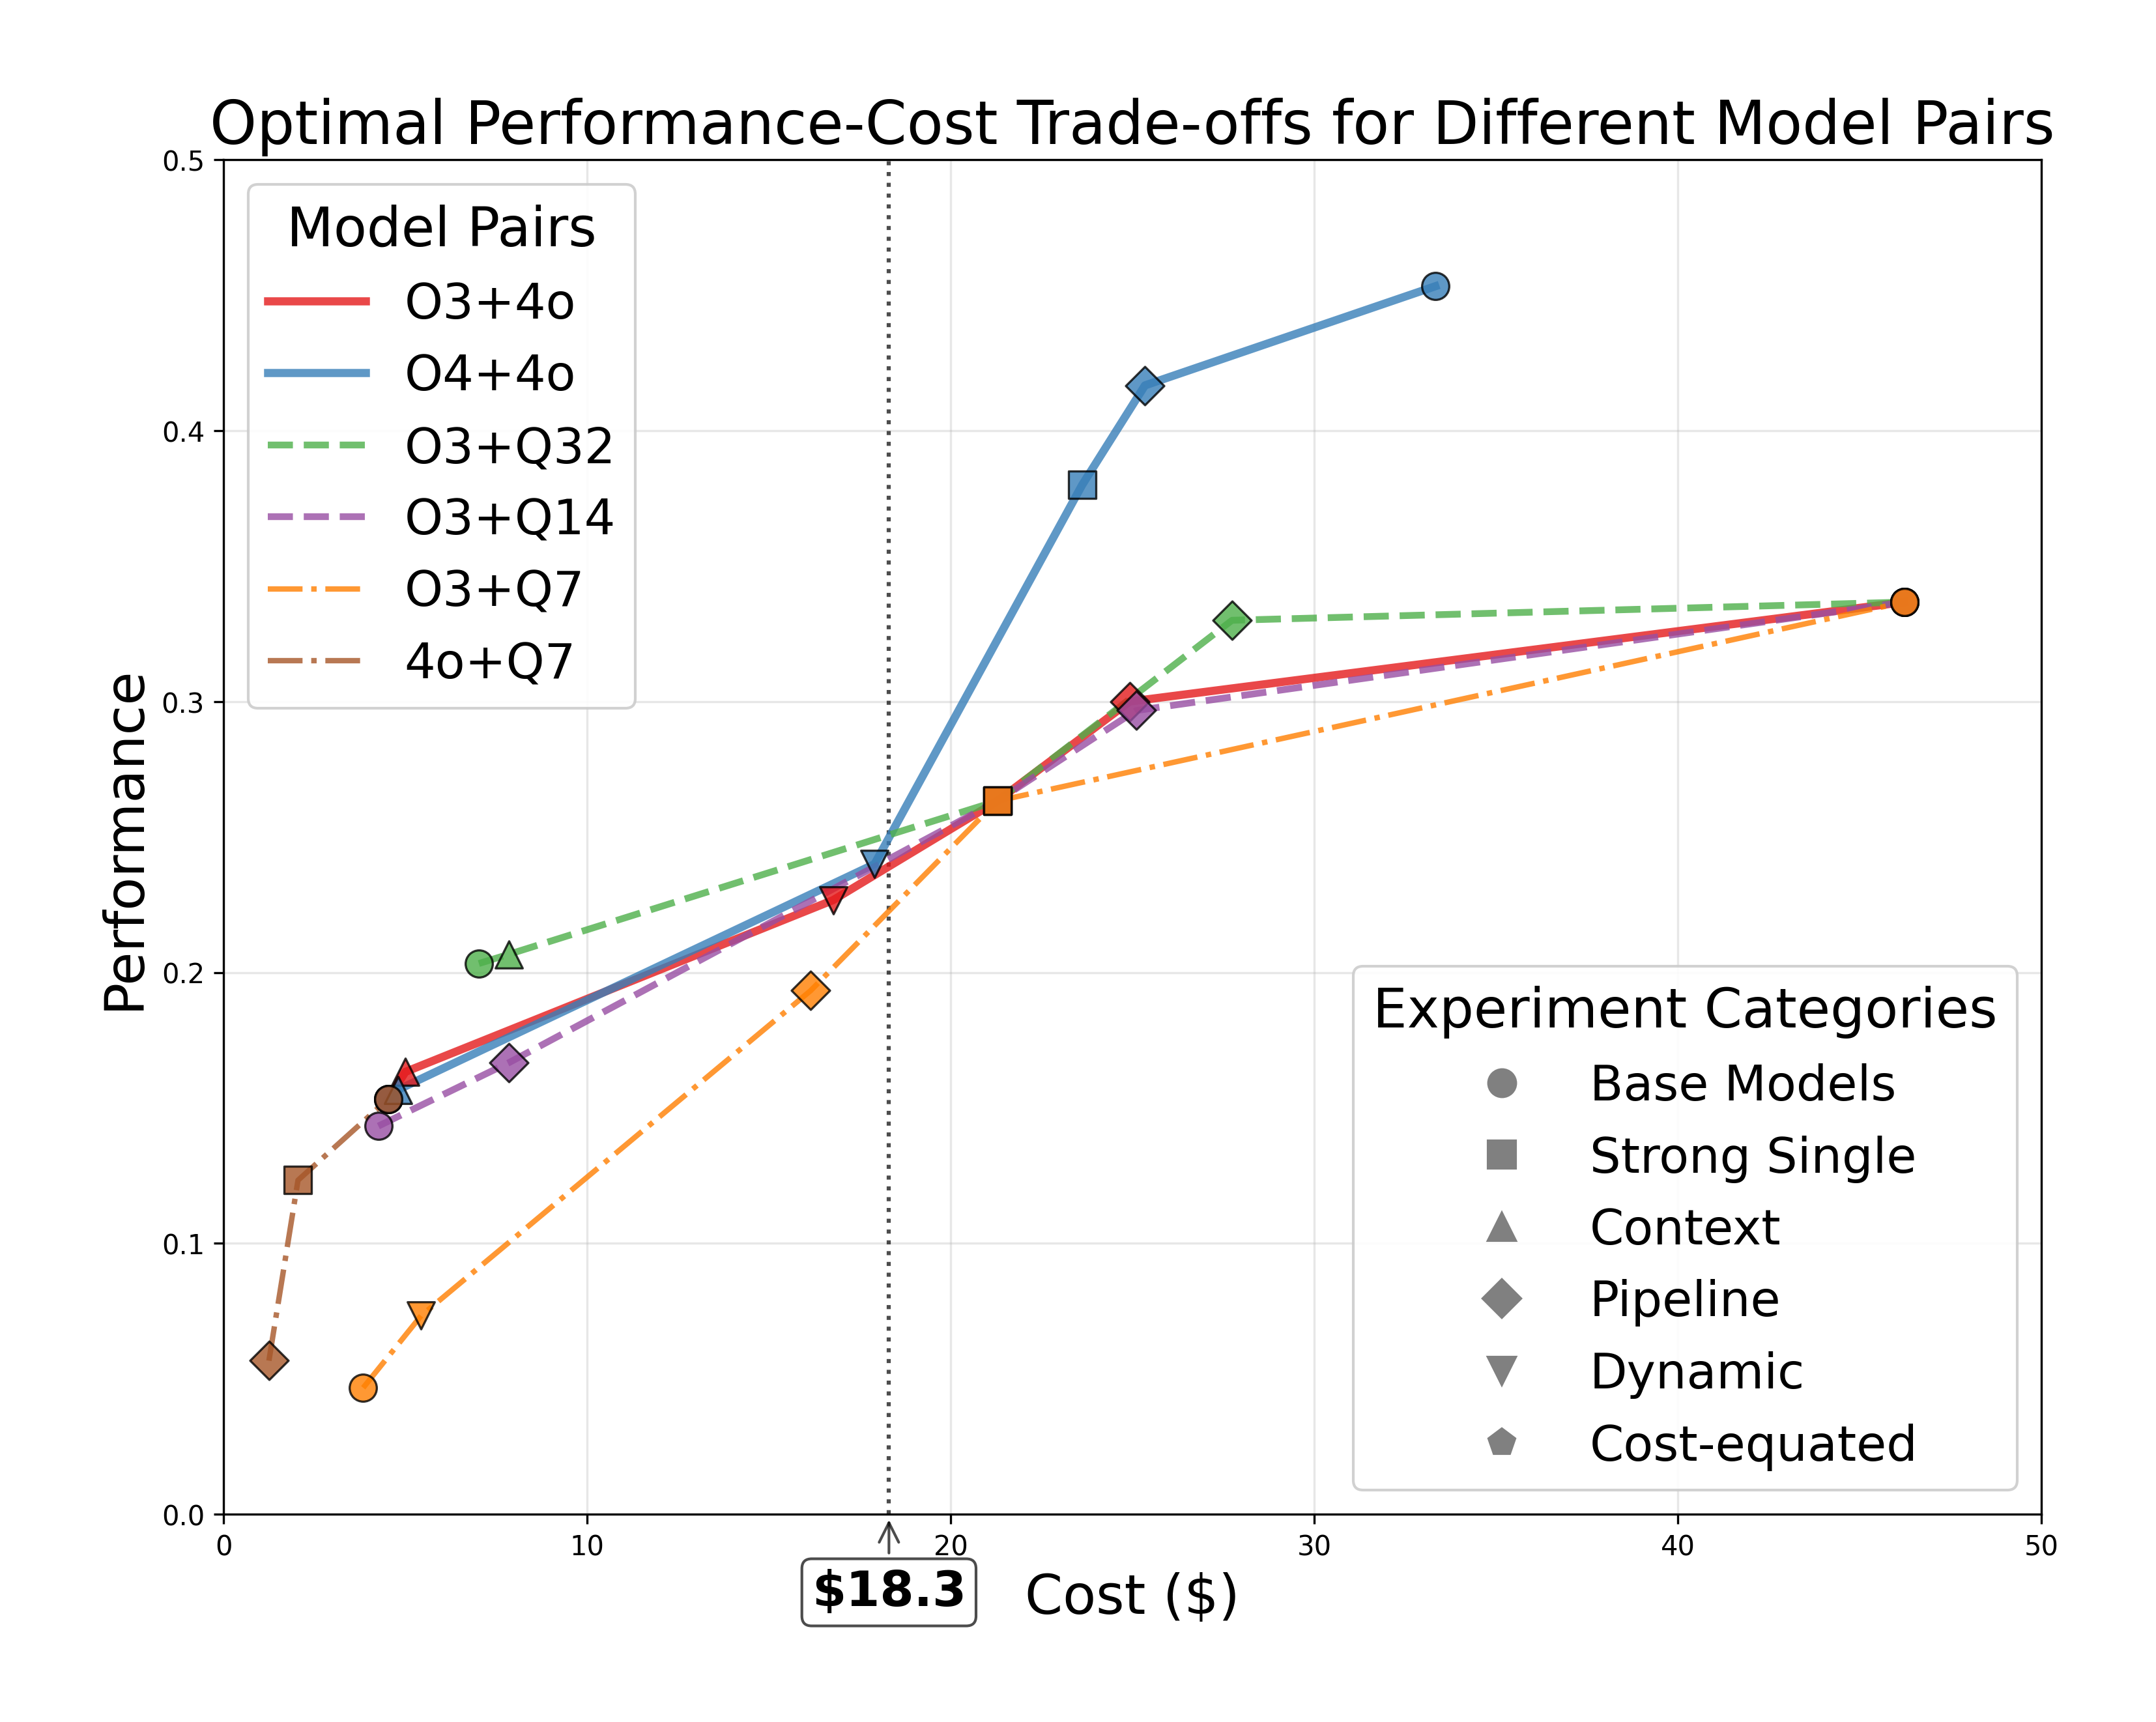 Optimal Performance-Cost Trade-offs for Different Model Pairs
0.5
0.4
0.3
0.2
0.1
0.0
Performance
Model Pairs
O3+4o
O4+4o
O3+Q32
O3+Q14
O3+Q7
4o+Q7
Experiment Categories
Base Models
Strong Single
Context
Pipeline
Dynamic
Cost-equated
0
10
20
30
40
50
$18.3
Cost ($)